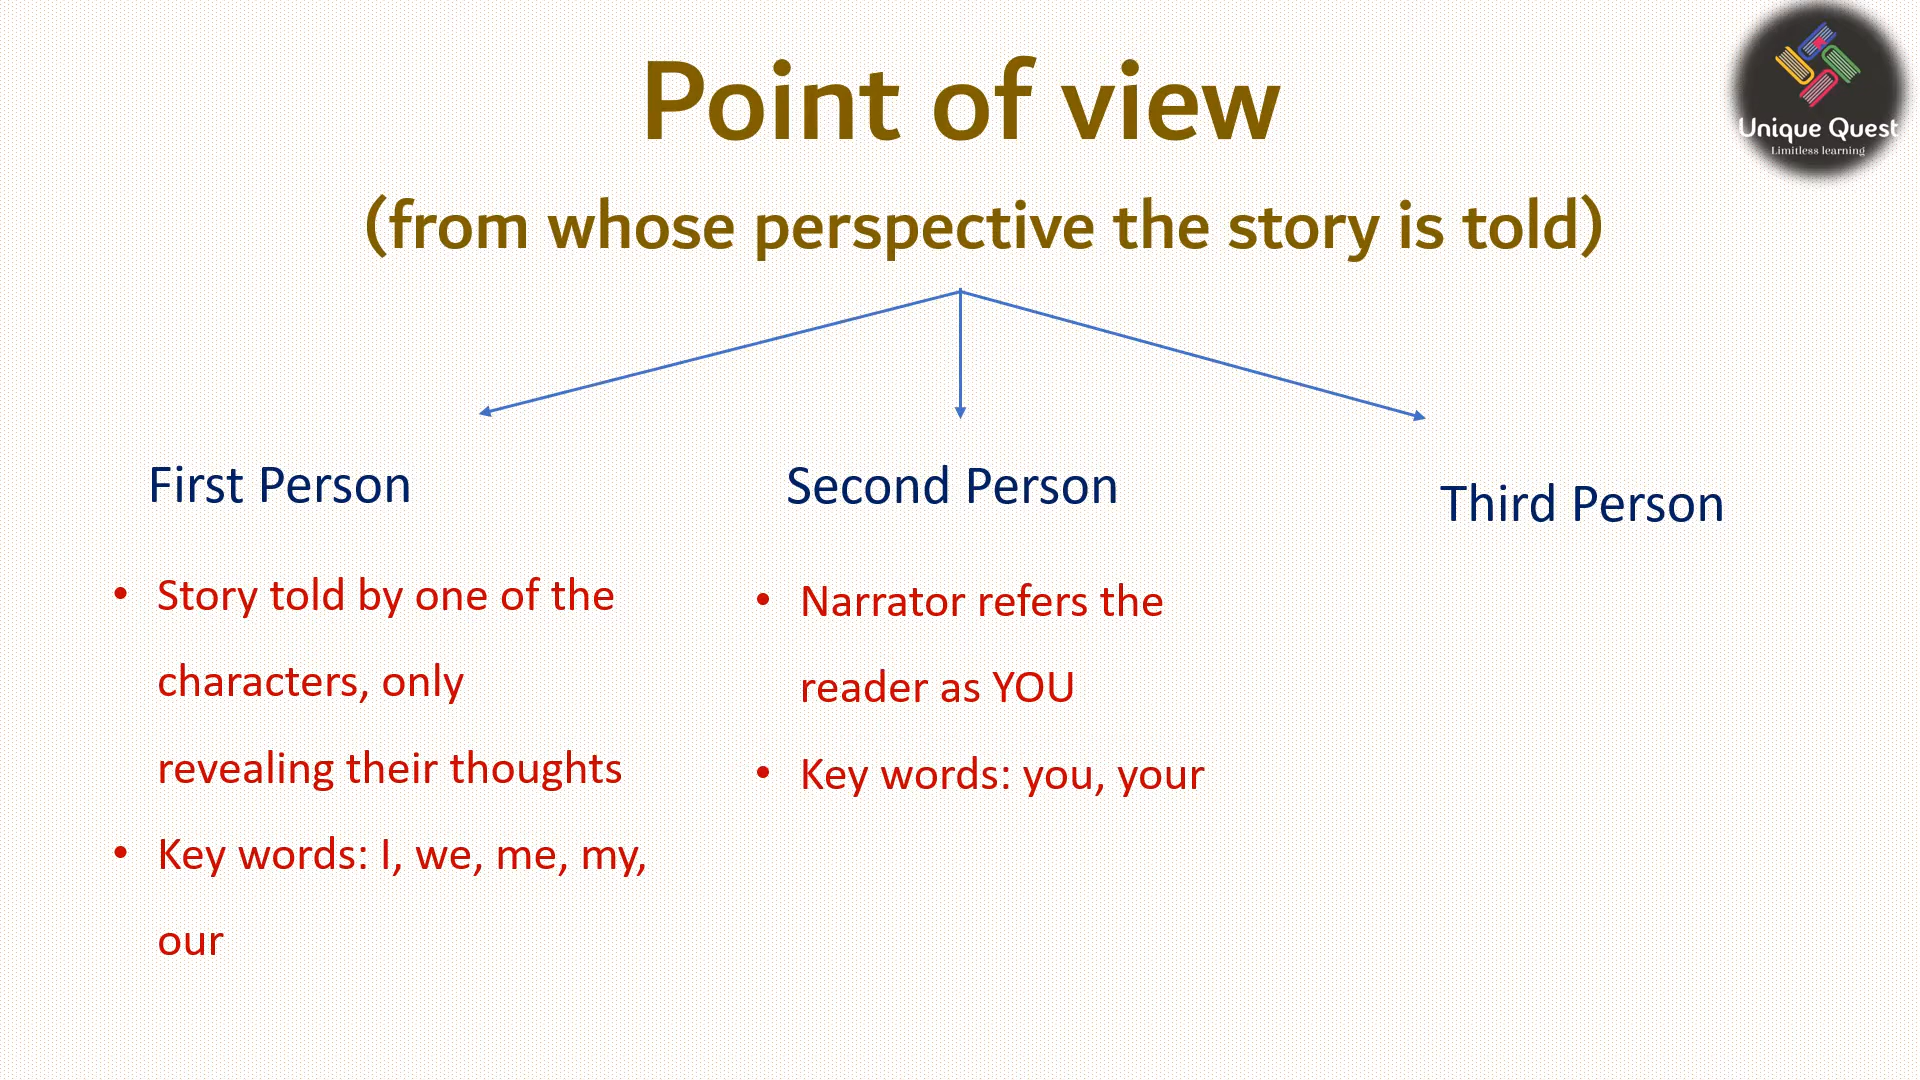 Point of view
Unique Quest
Limitless learning
(from whose perspective the story is told)
First Person
Second Person
Third Person
• Story told by one of the
characters, only
revealing their thoughts
• Key words: I, we, me, my,
our
• Narrator refers the
reader as YOU
• Key words: you, your